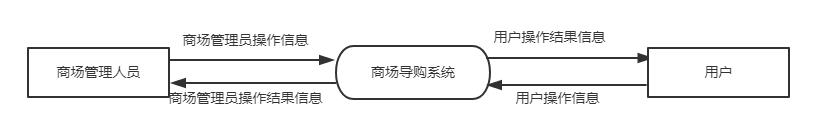 商场管理员操作信息
用户操作结果信息
商场管理人员
商场导购系统
用户
商场管理员操作结果信息
用户操作信息